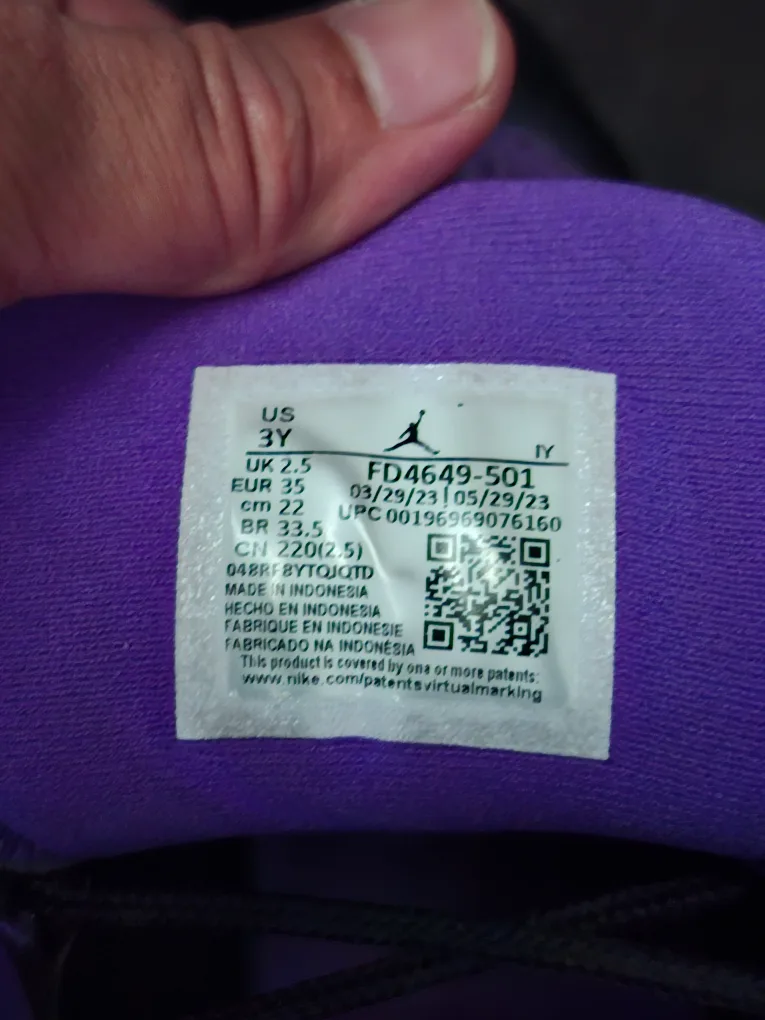 US
3Y
IY
UK 2.5
FD4649-501
EUR 35
03/29/23 | 05/29/23
cm 22
UPC 00196969076160
BR 33.5
CN 220(2.5)
048RF8YTQJQTD
MADE IN INDONESIA
HECHO EN INDONESIA
FABRIQUE EN INDONESIE
FABRICADO NA INDONÉSIA
This product is covered by one or more patents:
www.nike.com/patentsvirtualmarking